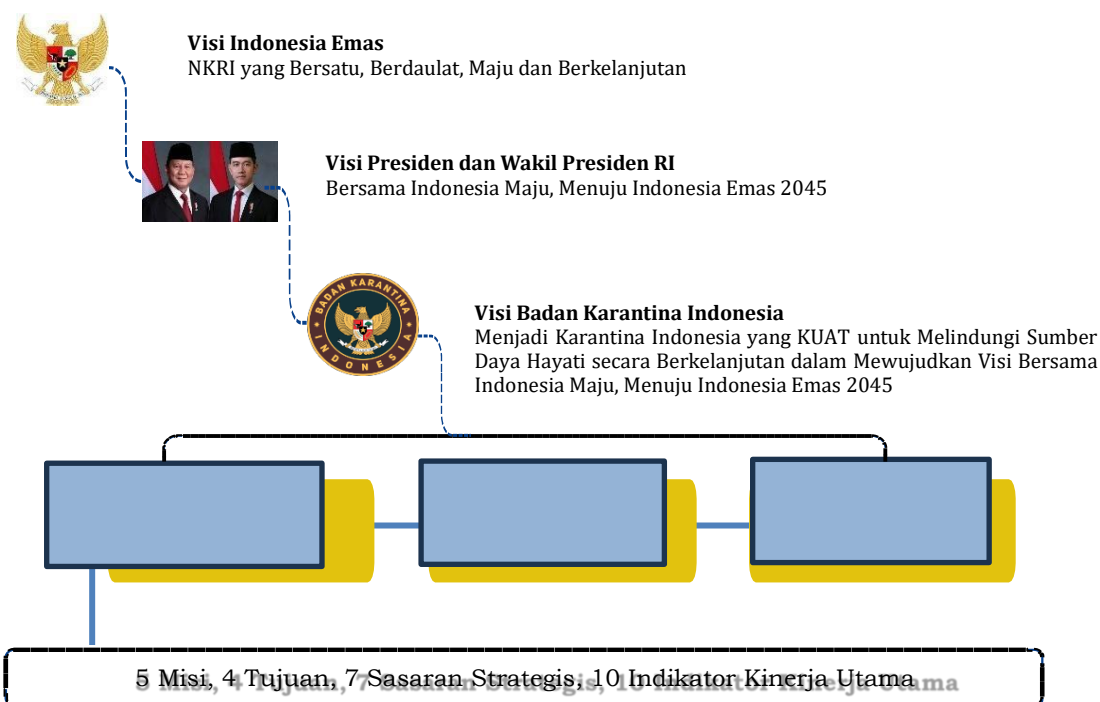 Visi Indonesia Emas
NKRI yang Bersatu, Berdaulat, Maju dan Berkelanjutan
Visi Presiden dan Wakil Presiden RI
Bersama Indonesia Maju, Menuju Indonesia Emas 2045
BADAN KARANTINA
INDONESIA
Visi Badan Karantina Indonesia
Menjadi Karantina Indonesia yang KUAT untuk Melindungi Sumber
Daya Hayati secara Berkelanjutan dalam Mewujudkan Visi Bersama
Indonesia Maju, Menuju Indonesia Emas 2045
5 Misi, 4 Tujuan, 7 Sasaran Strategis, 10 Indikator Kinerja Utama